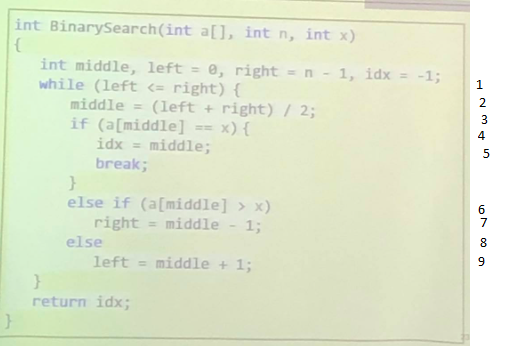 int BinarySearch(int a[], int n, int x)
{
int middle, left = 0, right = n - 1, idx = -1;
while (left <= right) { 1
middle = (left + right) / 2; 2
if (a[middle] == x) { 3
idx = middle; 4
break; 5
}
else if (a[middle] > x) 6
right = middle - 1; 7
else 8
left = middle + 1; 9
}
return idx;
}